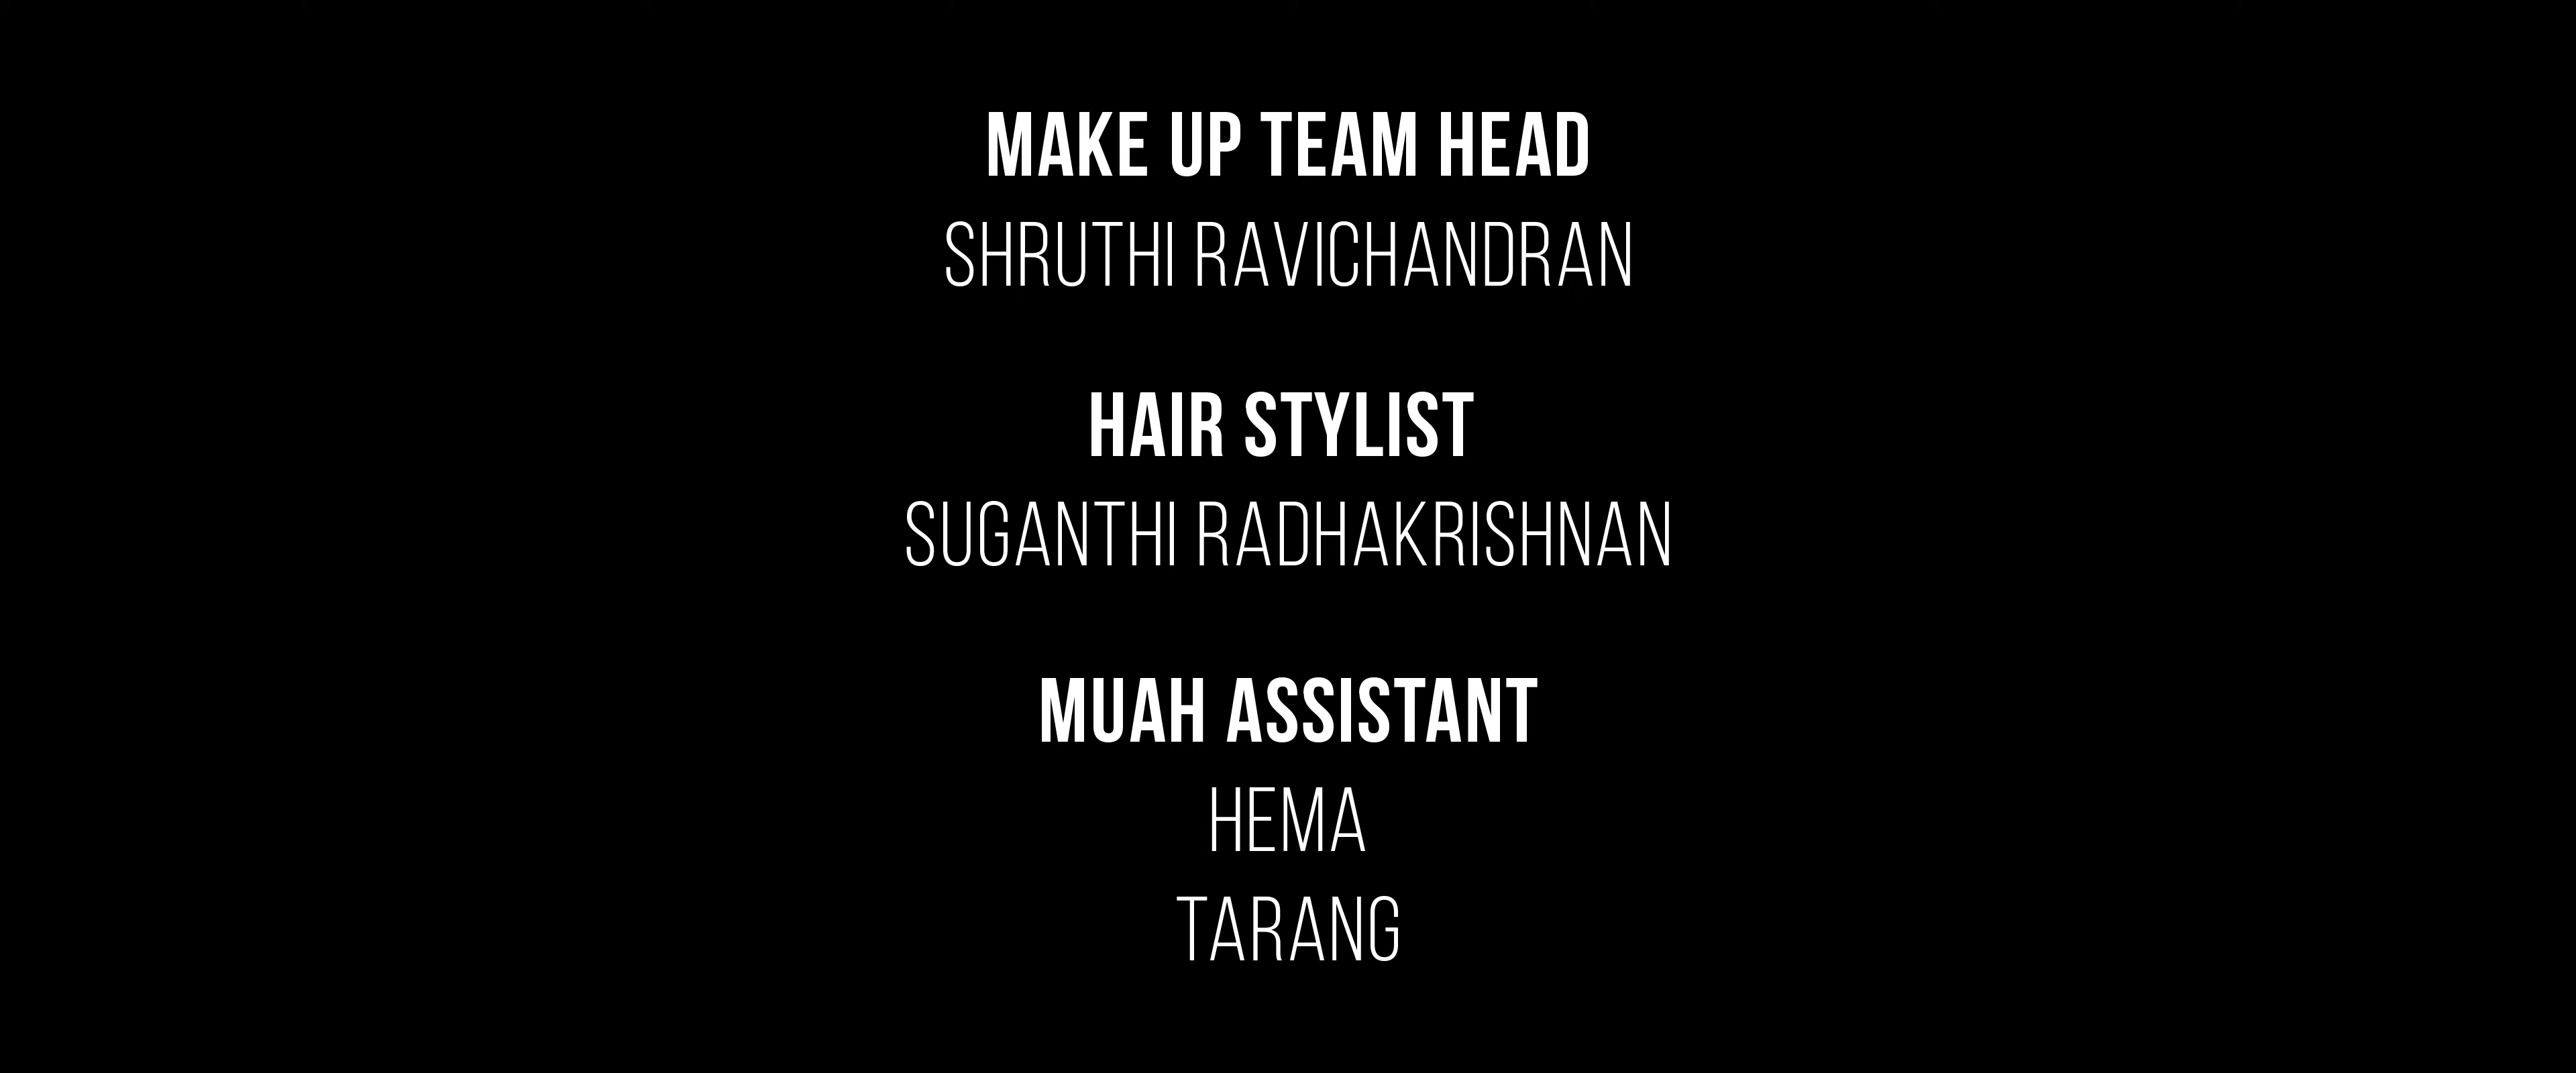 MAKE UP TEAM HEAD
SHRUTHI RAVICHANDRAN
HAIR STYLIST
SUGANTHI RADHAKRISHNAN
MUAH ASSISTANT
HEMA
TARANG